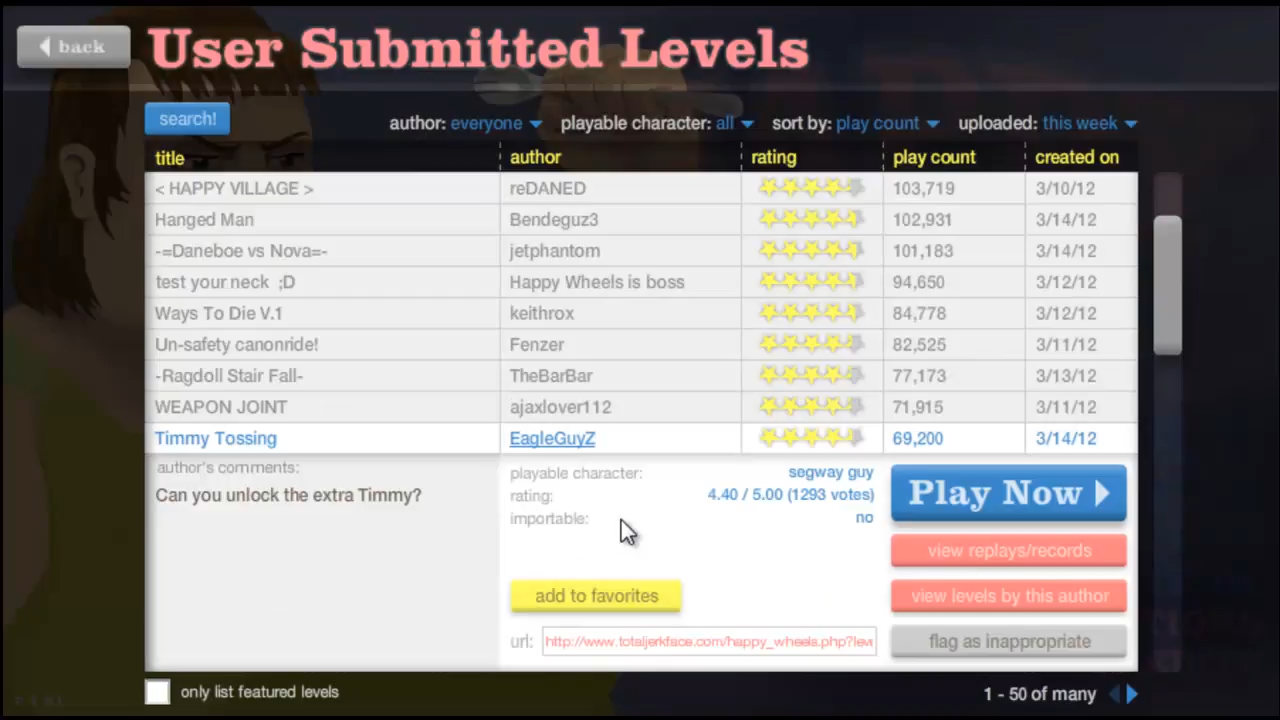 back
User Submitted Levels
search!
author: everyone playable character: all sort by: play count uploaded: this week
title author rating play count created on
< HAPPY VILLAGE > reDANED 103,719 3/10/12
Hanged Man Bendeguz3 102,931 3/14/12
-=Daneboe vs Nova=- jetphantom 101,183 3/14/12
test your neck ;D Happy Wheels is boss 94,650 3/12/12
Ways To Die V.1 keithrox 84,778 3/12/12
Un-safety canonride! Fenzer 82,525 3/11/12
-Ragdoll Stair Fall- TheBarBar 77,173 3/13/12
WEAPON JOINT ajaxlover112 71,915 3/11/12
Timmy Tossing EagleGuyZ 69,200 3/14/12
author's comments:
Can you unlock the extra Timmy?
playable character: segway guy
rating: 4.40 / 5.00 (1293 votes)
importable: no
Play Now
view replays/records
add to favorites
view levels by this author
url: http://www.totaljerkface.com/happy_wheels.php?leve
flag as inappropriate
only list featured levels
1 - 50 of many